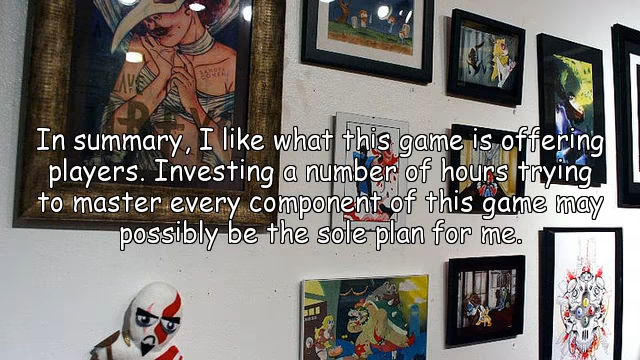 In summary, I like what this game is offering
players. Investing a number of hours trying
to master every component of this game may
possibly be the sole plan for me.